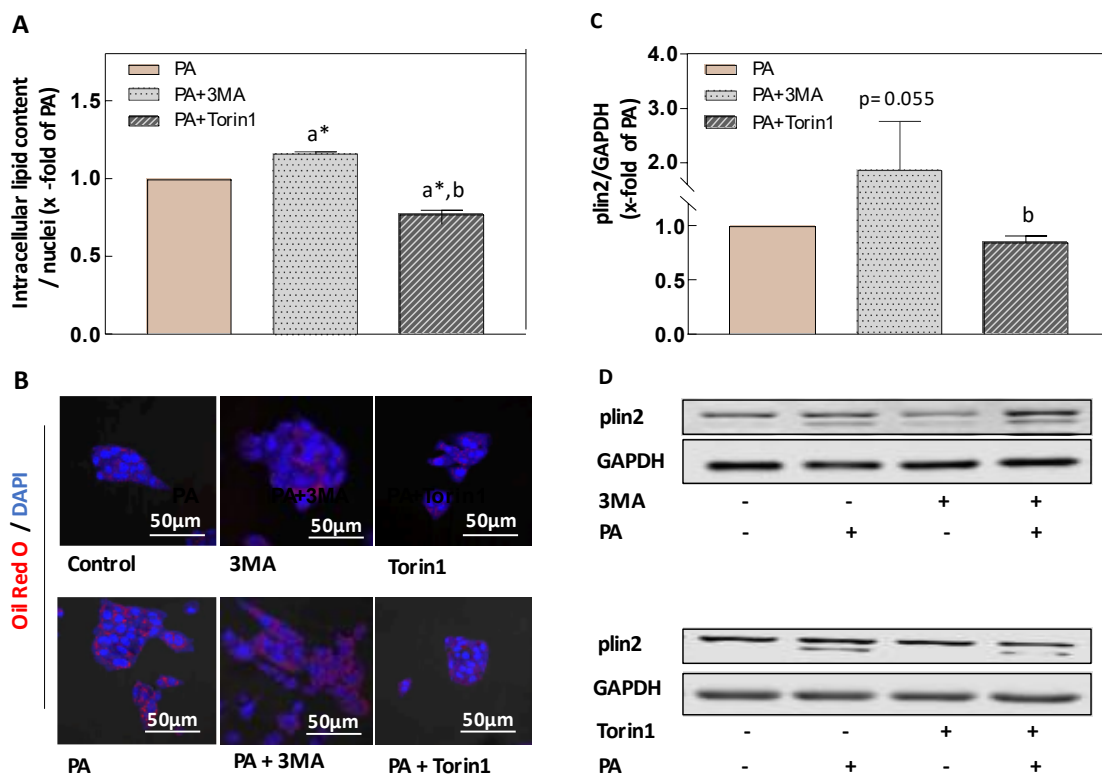 A
Intracellular lipid content
/ nuclei (x -fold of PA)
1.5
1.0
0.5
0.0
PA
PA+3MA
PA+Torin1
a*
a*,b
C
plin2/GAPDH
(x-fold of PA)
4.0
3.0
2.0
1.0
0.5
0.0
PA
PA+3MA
PA+Torin1
p=0.055
b
B
Oil Red O / DAPI
PA
PA+3MA
PA+Torin1
50µm
50µm
50µm
Control
3MA
Torin1
50µm
50µm
50µm
PA
PA + 3MA
PA + Torin1
D
plin2
GAPDH
3MA - - + +
PA - + - +
plin2
GAPDH
Torin1 - - + +
PA - + - +